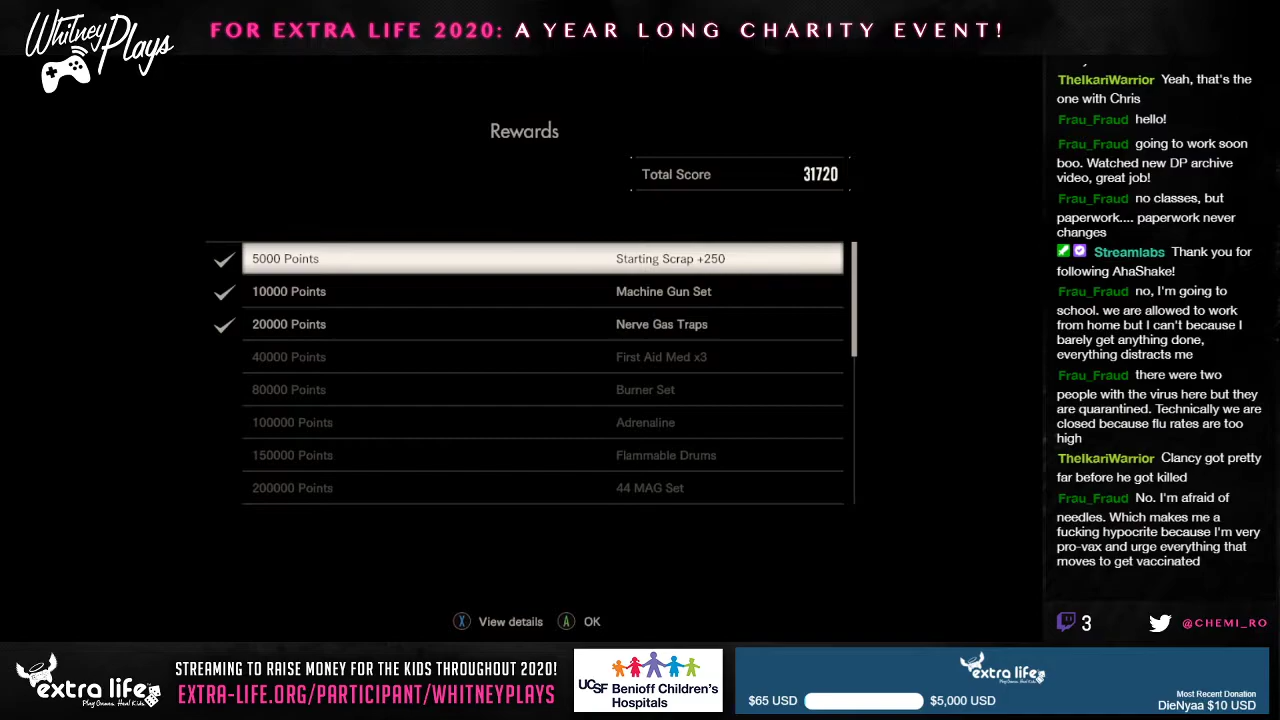 Whitney Plays
FOR EXTRA LIFE 2020: A YEAR LONG CHARITY EVENT!
Rewards
Total Score 31720
5000 Points Starting Scrap +250
10000 Points Machine Gun Set
20000 Points Nerve Gas Traps
40000 Points First Aid Med x3
80000 Points Burner Set
100000 Points Adrenaline
150000 Points Flammable Drums
200000 Points 44 MAG Set
X View details A OK
TheIkariWarrior Yeah, that's the
one with Chris
Frau_Fraud hello!
Frau_Fraud going to work soon
boo. Watched new DP archive
video, great job!
Frau_Fraud no classes, but
paperwork.... paperwork never
changes
Streamlabs Thank you for
following AhaShake!
Frau_Fraud no, I'm going to
school. we are allowed to work
from home but I can't because I
barely get anything done,
everything distracts me
Frau_Fraud there were two
people with the virus here but they
are quarantined. Technically we are
closed because flu rates are too
high
TheIkariWarrior Clancy got pretty
far before he got killed
Frau_Fraud No. I'm afraid of
needles. Which makes me a
fucking hypocrite because I'm very
pro-vax and urge everything that
moves to get vaccinated
3 @CHEMI_RO
extra life
Play Games. Heal Kids.
STREAMING TO RAISE MONEY FOR THE KIDS THROUGHOUT 2020!
EXTRA-LIFE.ORG/PARTICIPANT/WHITNEYPLAYS
UCSF Benioff Children's
Hospitals
extra life
Play Games. Heal Kids.
$65 USD $5,000 USD
Most Recent Donation
DieNyaa $10 USD